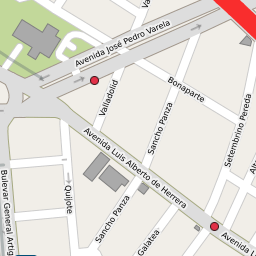 Avenida José Pedro Varela
Valladolid
Bonaparte
Sancho Panza
Setembrino Pereda
Avenida Luis Alberto de Herrera
Quijote
Sancho Panza
Galatea
Bulevar General Artig
Avenida L